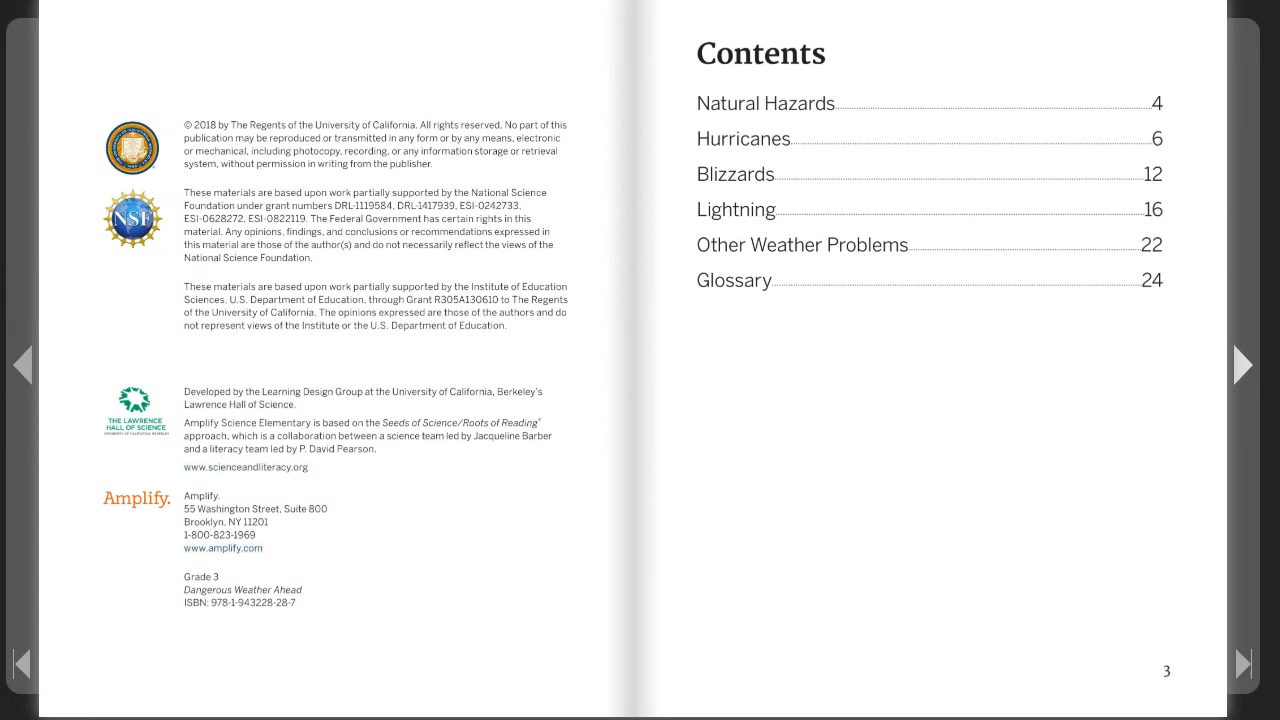 © 2018 by The Regents of the University of California. All rights reserved. No part of this
publication may be reproduced or transmitted in any form or by any means, electronic
or mechanical, including photocopy, recording, or any information storage or retrieval
system, without permission in writing from the publisher.
NSF
These materials are based upon work partially supported by the National Science
Foundation under grant numbers DRL-1119584, DRL-1417939, ESI-0242733,
ESI-0628272, ESI-0822119. The Federal Government has certain rights in this
material. Any opinions, findings, and conclusions or recommendations expressed in
this material are those of the author(s) and do not necessarily reflect the views of the
National Science Foundation.
These materials are based upon work partially supported by the Institute of Education
Sciences, U.S. Department of Education, through Grant R305A130610 to The Regents
of the University of California. The opinions expressed are those of the authors and do
not represent views of the Institute or the U.S. Department of Education.
THE LAWRENCE
HALL OF SCIENCE
UNIVERSITY OF CALIFORNIA, BERKELEY
Developed by the Learning Design Group at the University of California, Berkeley's
Lawrence Hall of Science.
Amplify Science Elementary is based on the Seeds of Science/Roots of Reading®
approach, which is a collaboration between a science team led by Jacqueline Barber
and a literacy team led by P. David Pearson.
www.scienceandliteracy.org
Amplify.
Amplify.
55 Washington Street, Suite 800
Brooklyn, NY 11201
1-800-823-1969
www.amplify.com
Grade 3
Dangerous Weather Ahead
ISBN: 978-1-943228-28-7
Contents
Natural Hazards 4
Hurricanes 6
Blizzards 12
Lightning 16
Other Weather Problems 22
Glossary 24
3